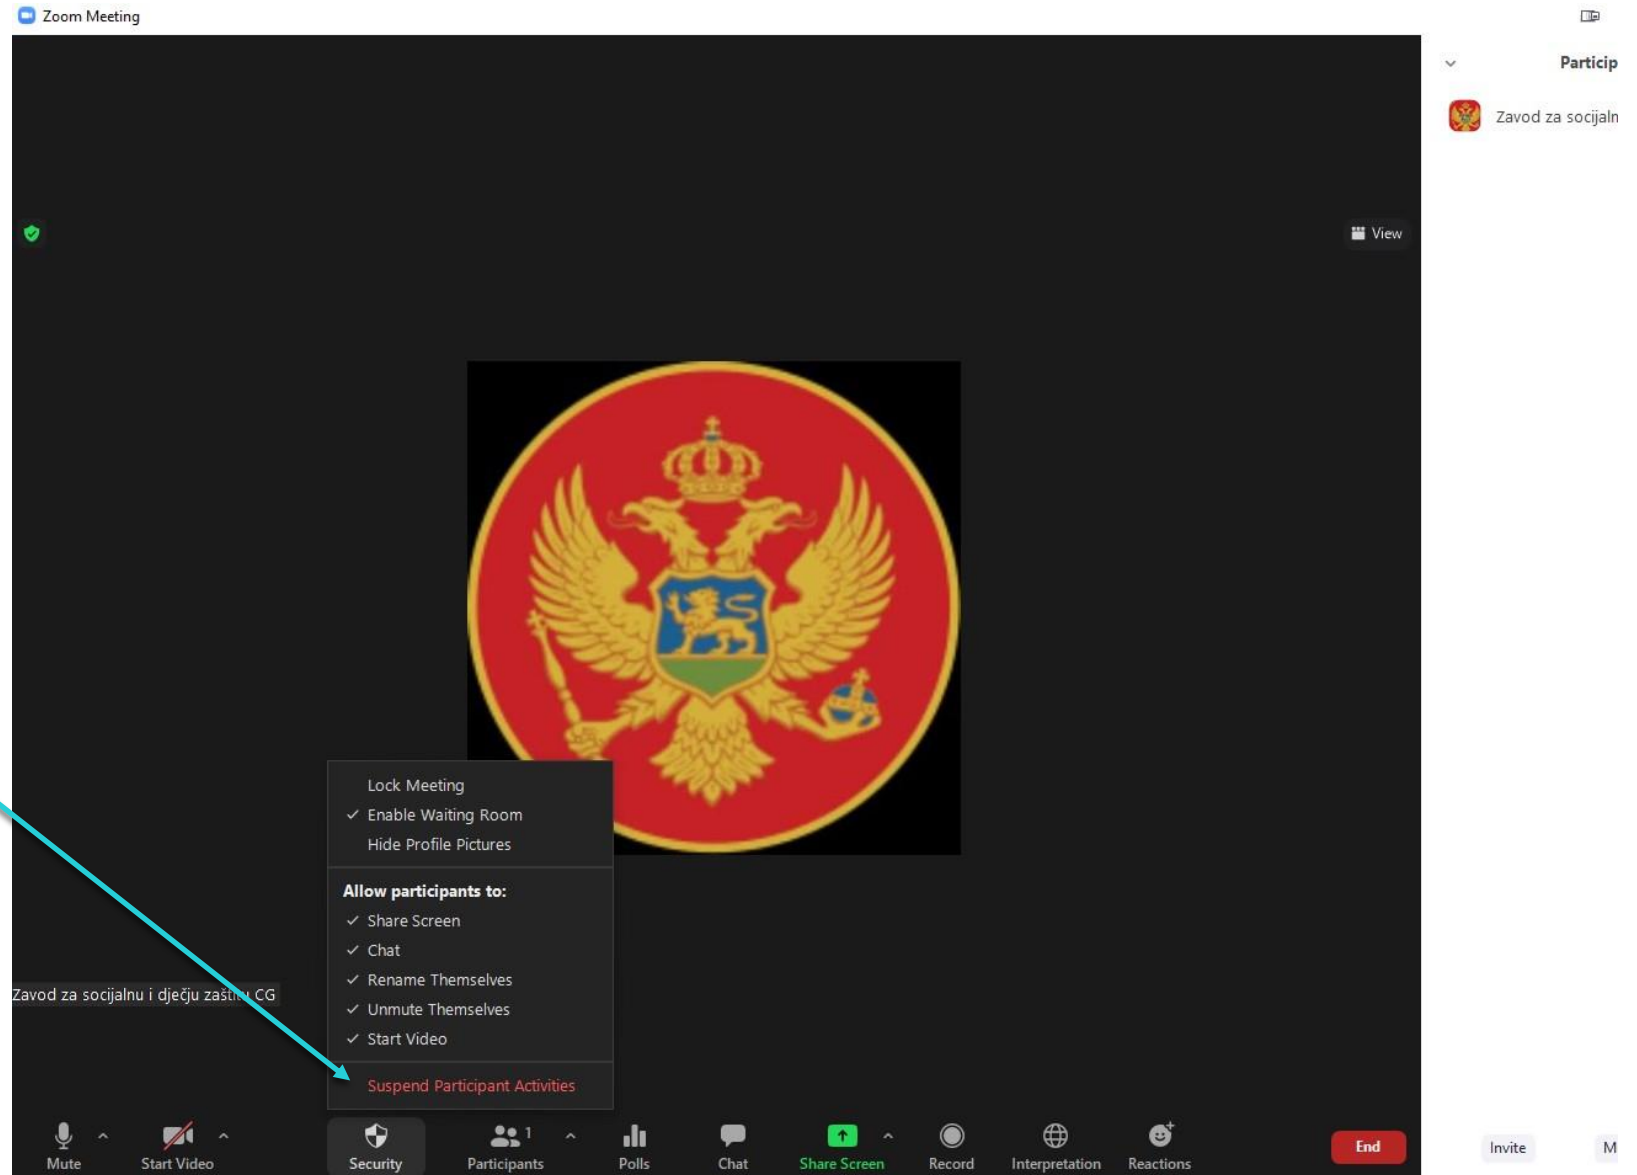 Zoom Meeting
Particip
Zavod za socijaln
View
Lock Meeting
Enable Waiting Room
Hide Profile Pictures
Allow participants to:
Share Screen
Chat
Rename Themselves
Unmute Themselves
Start Video
Suspend Participant Activities
Zavod za socijalnu i dječju zaštitu CG
Mute
Start Video
Security
Participants
1
Polls
Chat
Share Screen
Record
Interpretation
Reactions
End
Invite
M